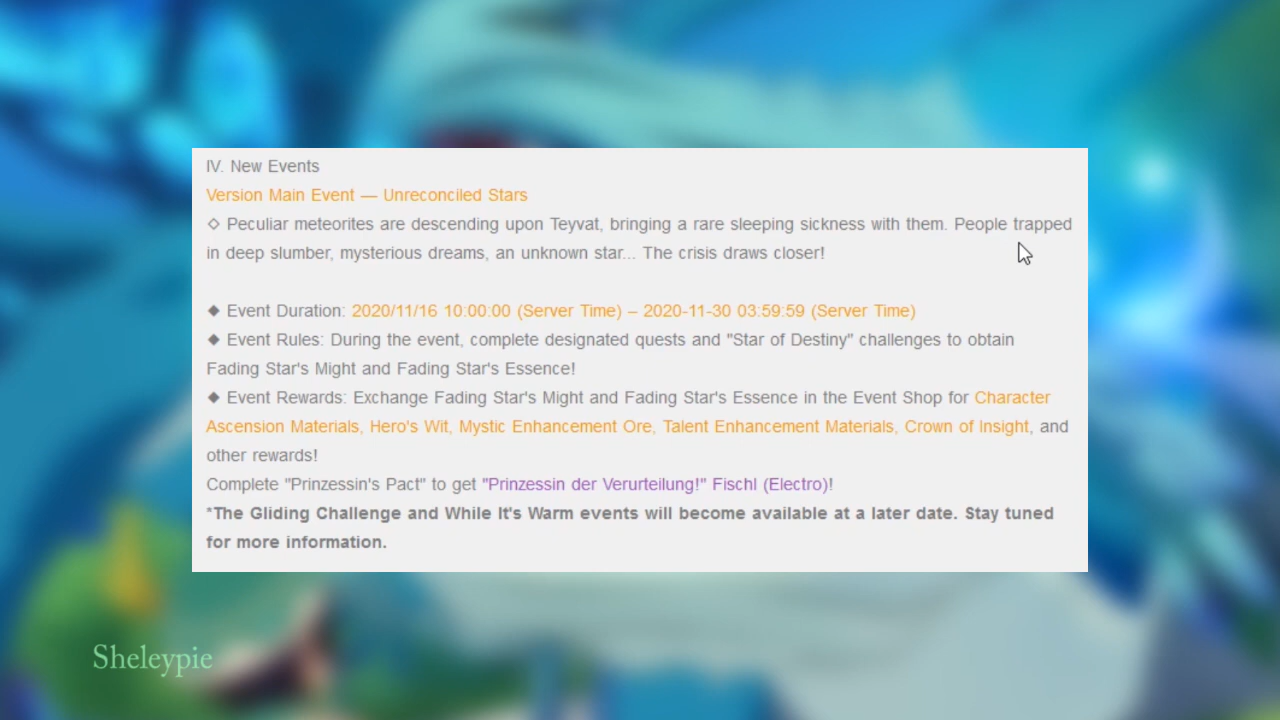 IV. New Events
Version Main Event — Unreconciled Stars
◇ Peculiar meteorites are descending upon Teyvat, bringing a rare sleeping sickness with them. People trapped
in deep slumber, mysterious dreams, an unknown star... The crisis draws closer!
◆ Event Duration: 2020/11/16 10:00:00 (Server Time) – 2020-11-30 03:59:59 (Server Time)
◆ Event Rules: During the event, complete designated quests and "Star of Destiny" challenges to obtain
Fading Star's Might and Fading Star's Essence!
◆ Event Rewards: Exchange Fading Star's Might and Fading Star's Essence in the Event Shop for Character
Ascension Materials, Hero's Wit, Mystic Enhancement Ore, Talent Enhancement Materials, Crown of Insight, and
other rewards!
Complete "Prinzessin's Pact" to get "Prinzessin der Verurteilung!" Fischl (Electro)!
*The Gliding Challenge and While It's Warm events will become available at a later date. Stay tuned
for more information.
Sheleypie